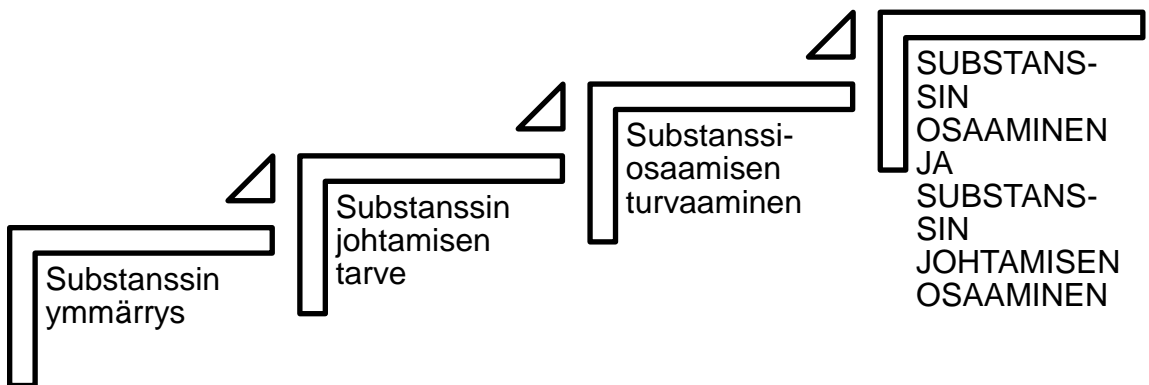 Substanssin
ymmärrys
Substanssin
johtamisen
tarve
Substanssi-
osaamisen
turvaaminen
SUBSTANS-
SIN
OSAAMINEN
JA
SUBSTANS-
SIN
JOHTAMISEN
OSAAMINEN